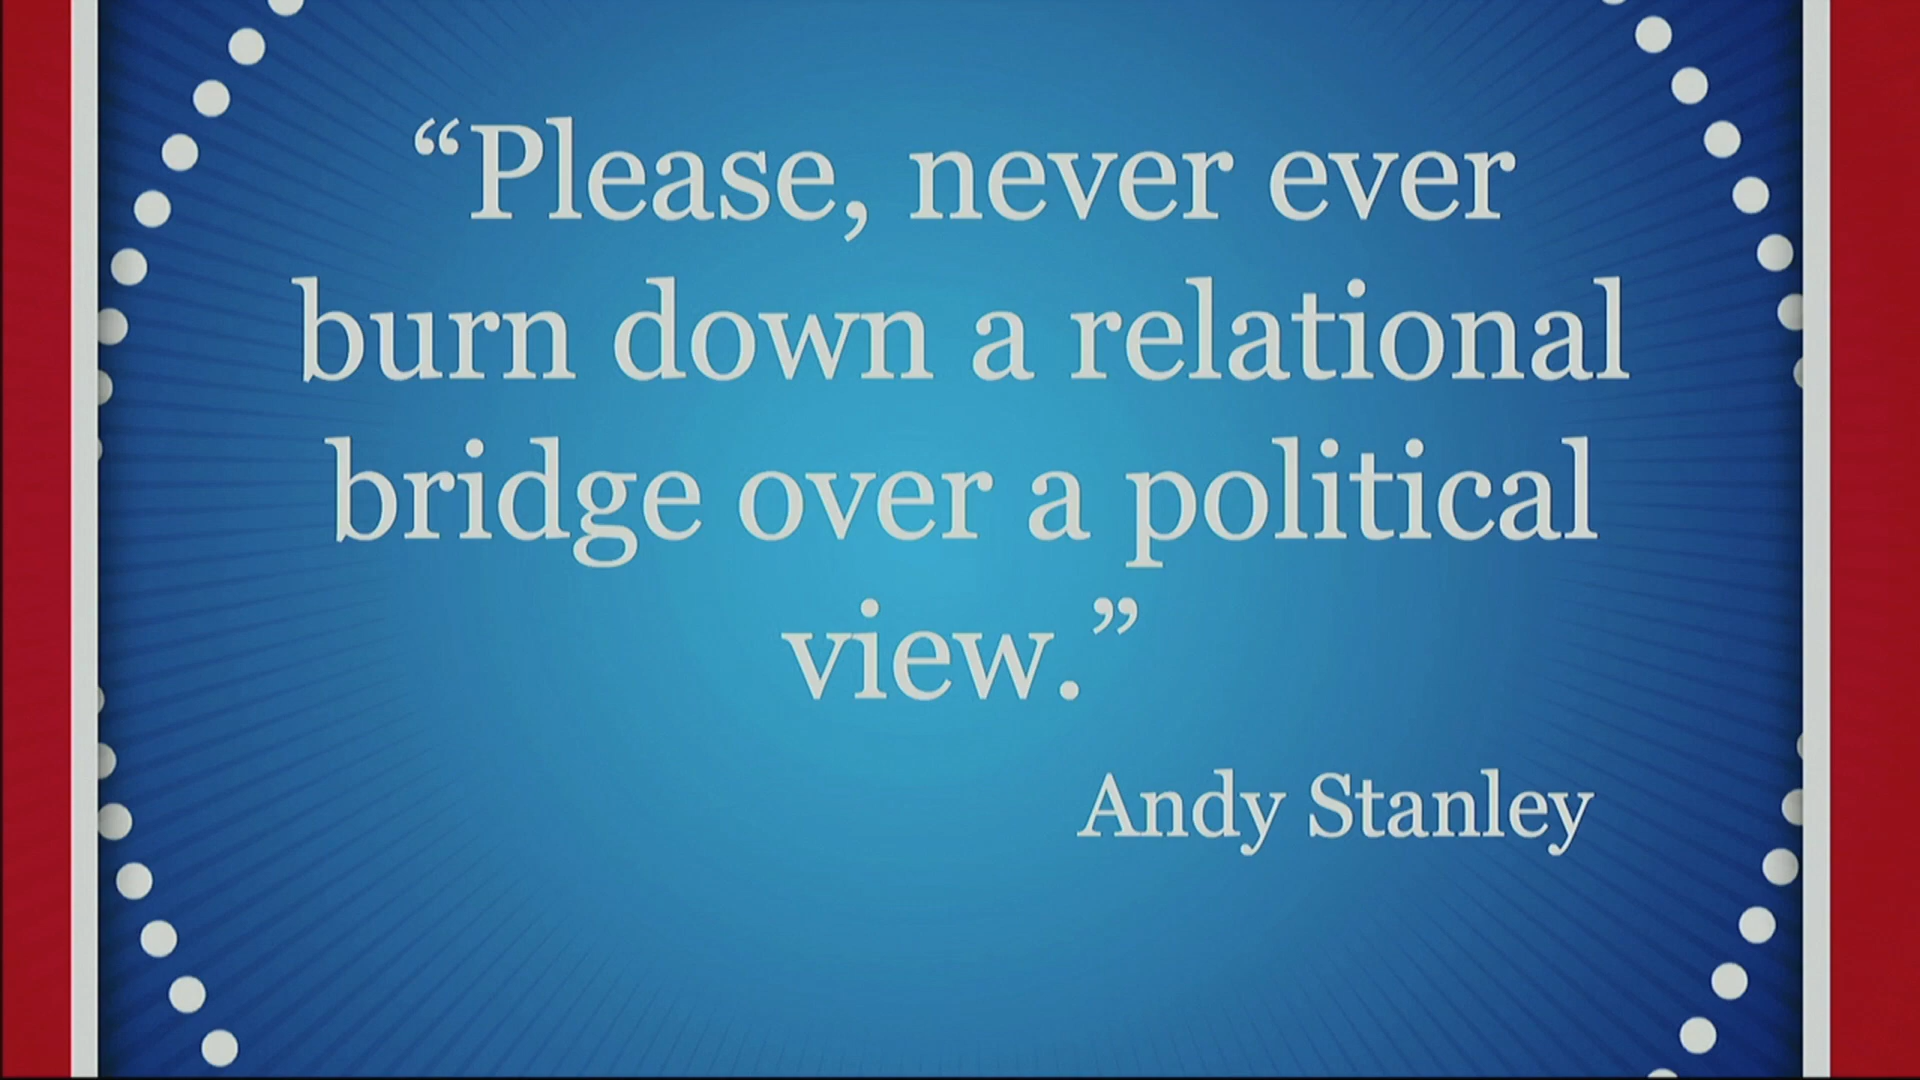 “Please, never ever
burn down a relational
bridge over a political
view.”
Andy Stanley